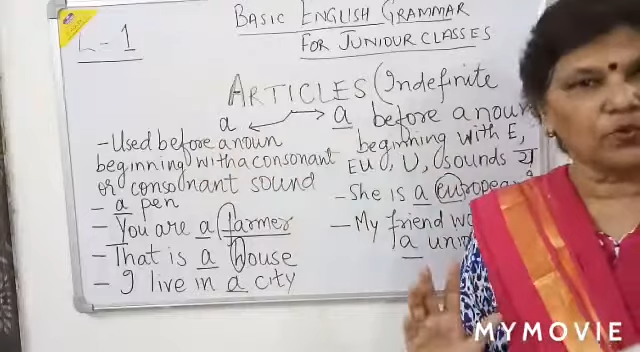 L-1
BASIC ENGLISH GRAMMAR
FOR JUNIOUR CLASSES
ARTICLES (Indefinite
a
- Used before a noun
beginning with a consonant
or consonant sound
- a pen
- You are a farmer
- That is a house
- I live in a city
a before a noun
beginning with E,
EU, U, sounds य
- She is a european
- My friend
a
MYMOVIE